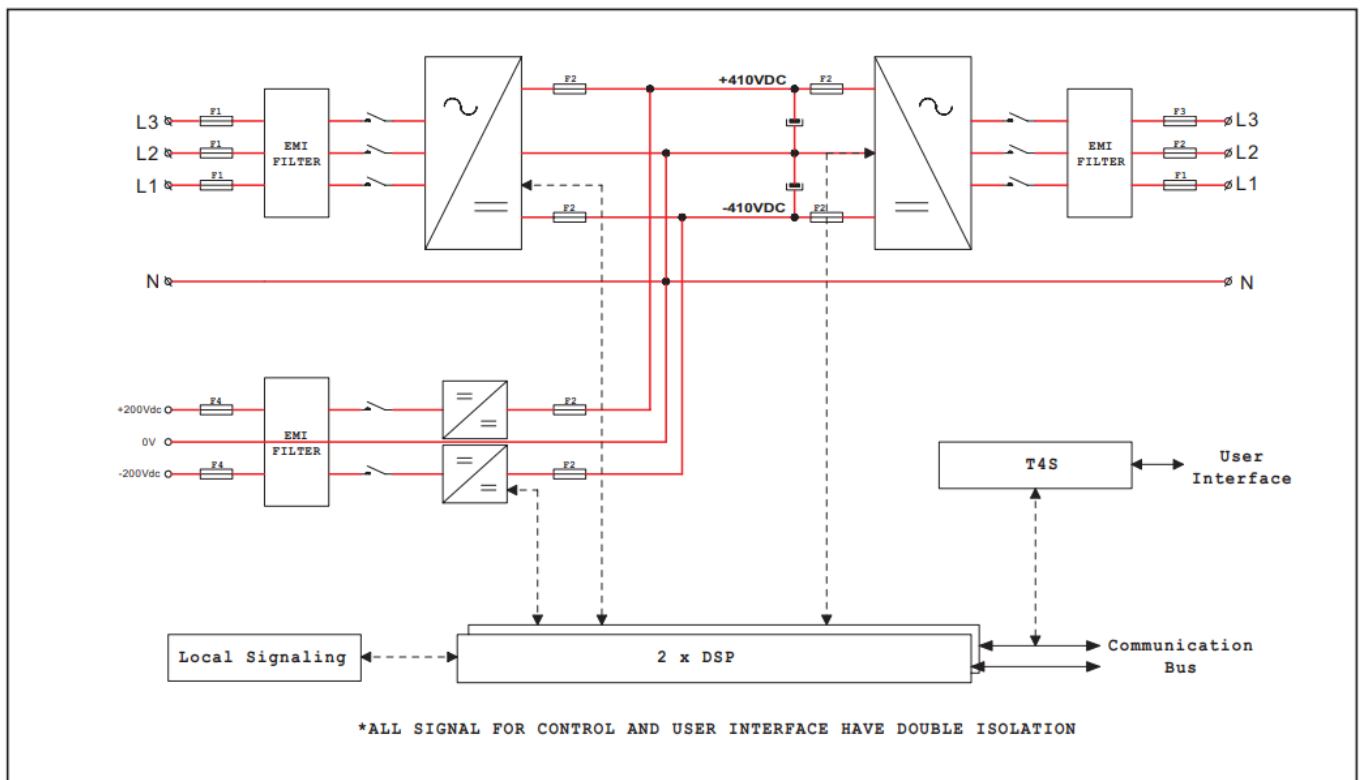 F2
+410VDC
F2
L3
F1
F3
L3
EMI
FILTER
L2
F1
F2
L2
EMI
FILTER
L1
F1
F1
L1
F2
-410VDC
F2
N
N
+200Vdc
F4
F2
EMI
FILTER
0V
-200Vdc
F4
F2
T4S
User
Interface
Local Signaling
2 x DSP
Communication
Bus
*ALL SIGNAL FOR CONTROL AND USER INTERFACE HAVE DOUBLE ISOLATION